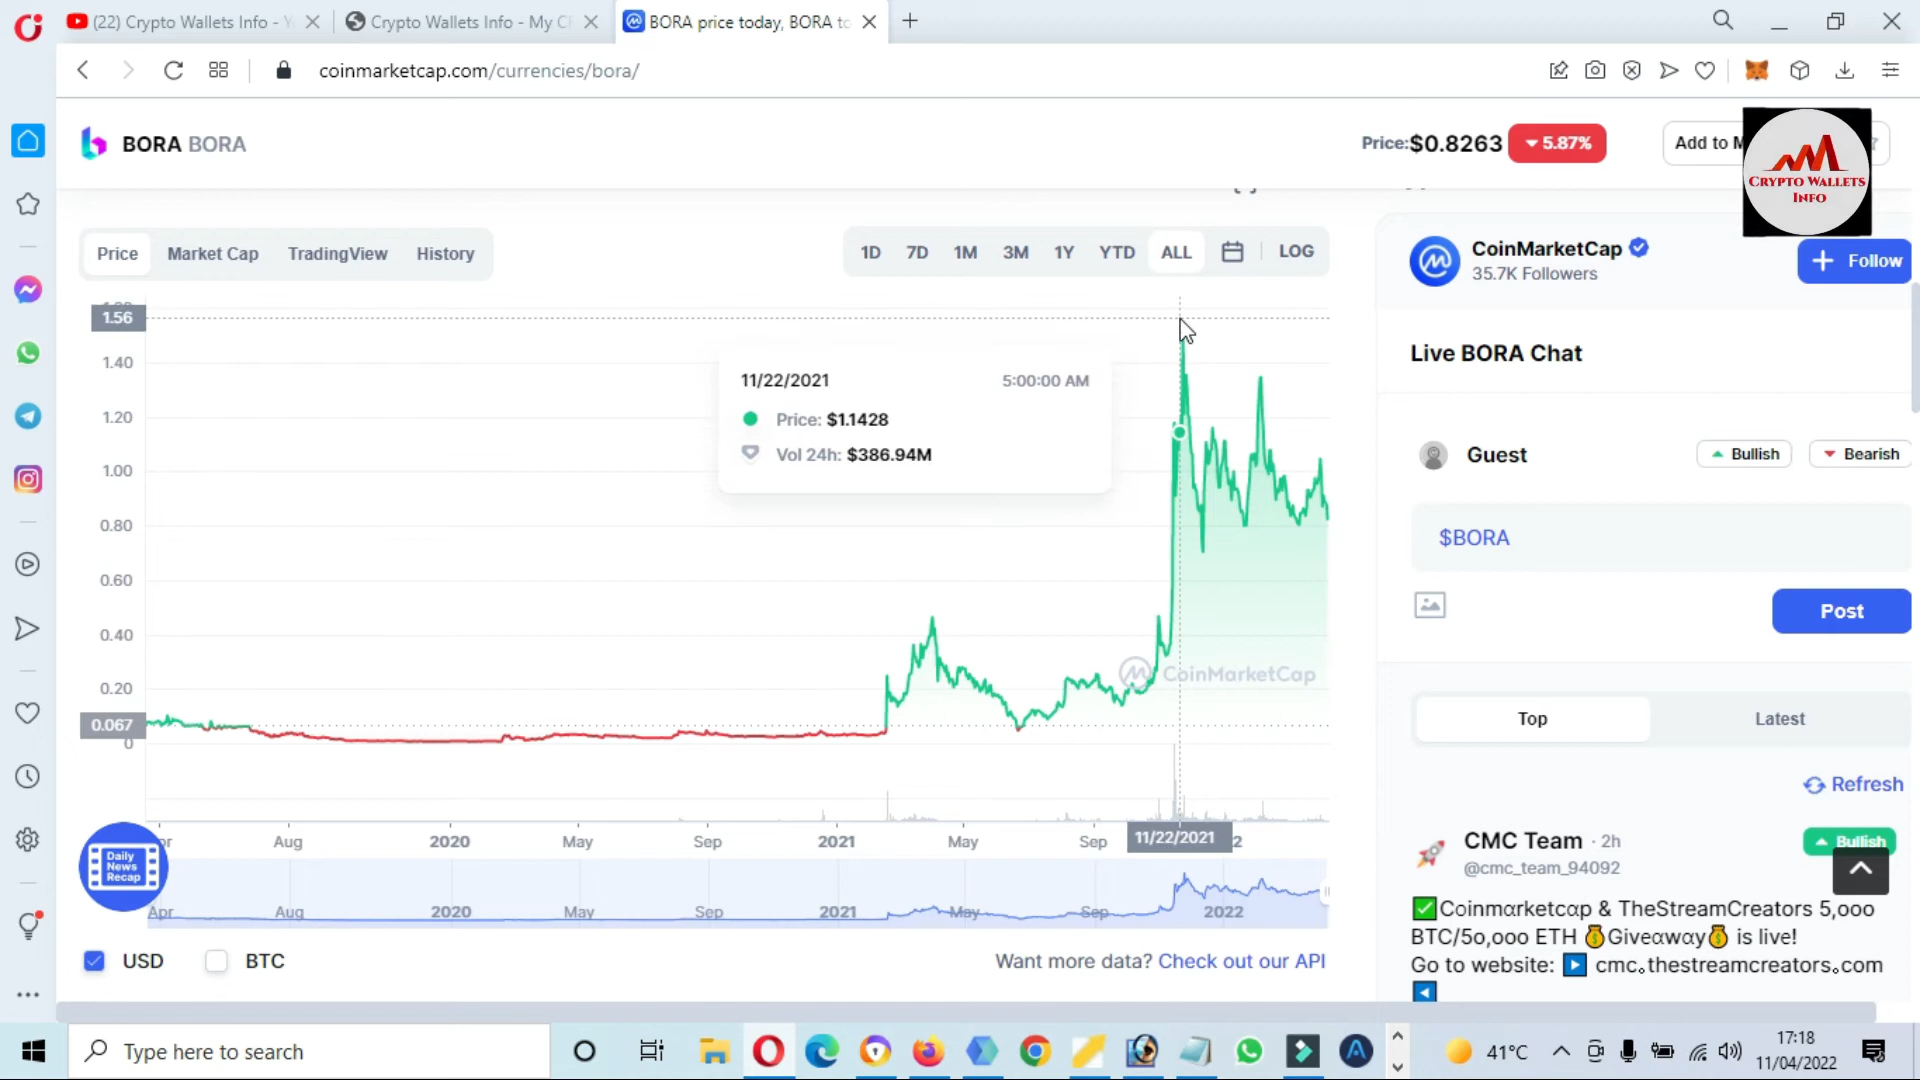 (22) Crypto Wallets Info - Y
Crypto Wallets Info - My C
BORA price today, BORA to
coinmarketcap.com/currencies/bora/
BORA BORA
Price:$0.8263
5.87%
Add to M
CRYPTO WALLETS
INFO
Price
Market Cap
TradingView
History
1D
7D
1M
3M
1Y
YTD
ALL
LOG
CoinMarketCap
35.7K Followers
Follow
1.56
1.40
1.20
1.00
0.80
0.60
0.40
0.20
0.067
0
11/22/2021
5:00:00 AM
Price: $1.1428
Vol 24h: $386.94M
CoinMarketCap
Live BORA Chat
Guest
Bullish
Bearish
$BORA
Post
Top
Latest
Refresh
Aug
2020
May
Sep
2021
May
Sep
11/22/2021
2
Daily
News
Recap
Apr
Aug
2020
May
Sep
2021
May
Sep
2022
CMC Team · 2h
@cmc_team_94092
Bullish
✅Coinmαrketcαp & TheStreamCreators 5,ooo
BTC/5o,ooo ETH 💰Giveαwαy💰 is live!
Go to website: ▶️ cmc.thestreamcreators.com
◀️
USD
BTC
Want more data? Check out our API
Type here to search
41°C
17:18
11/04/2022